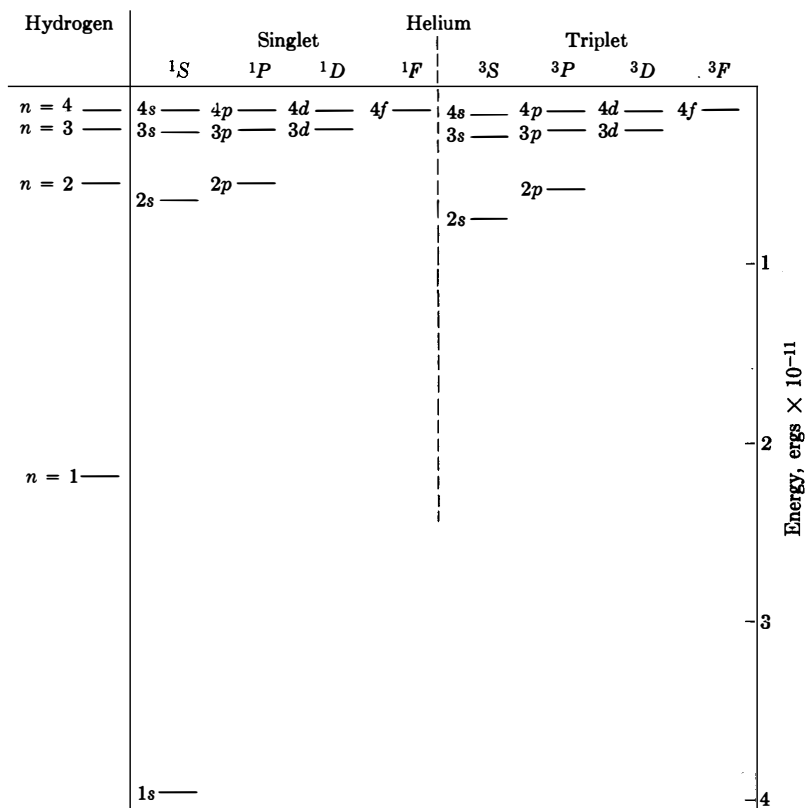 Hydrogen Helium
Singlet Triplet
¹S ¹P ¹D ¹F ³S ³P ³D ³F
n = 4 4s 4p 4d 4f 4s 4p 4d 4f
n = 3 3s 3p 3d 3s 3p 3d
n = 2 2s 2p 2s 2p
–1
–2
n = 1
–3
1s –4
Energy, ergs × 10⁻¹¹